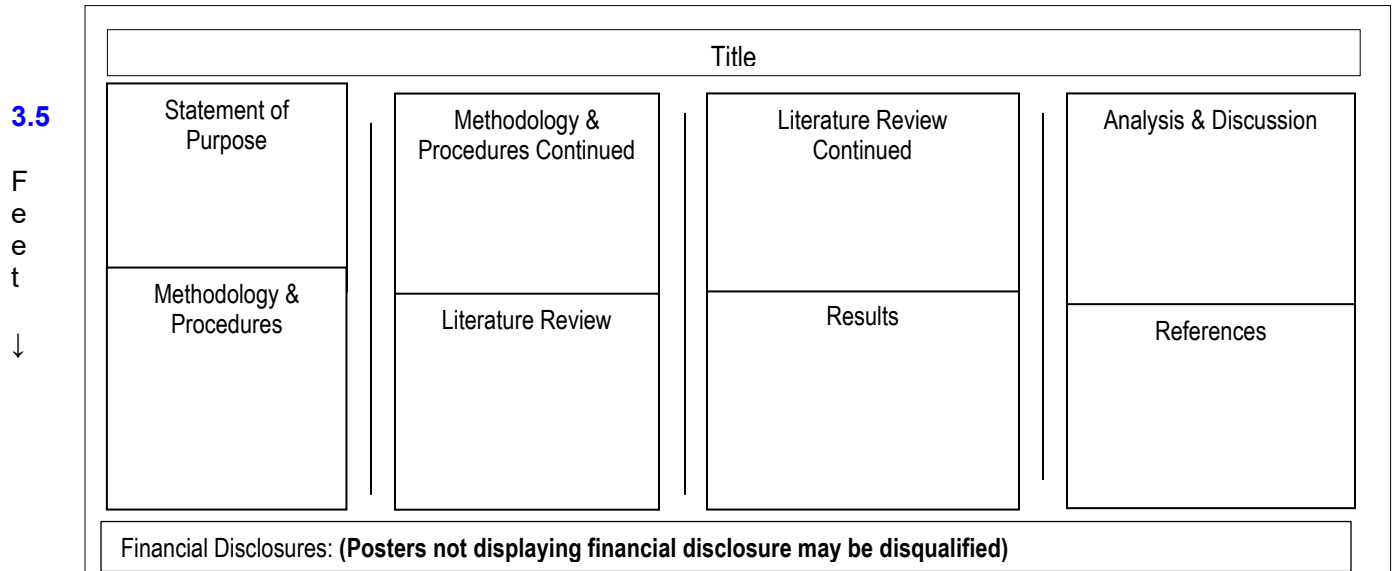 Title
3.5
F
e
e
t
↓
Statement of
Purpose
Methodology &
Procedures
Methodology &
Procedures Continued
Literature Review
Literature Review
Continued
Results
Analysis & Discussion
References
Financial Disclosures: (Posters not displaying financial disclosure may be disqualified)